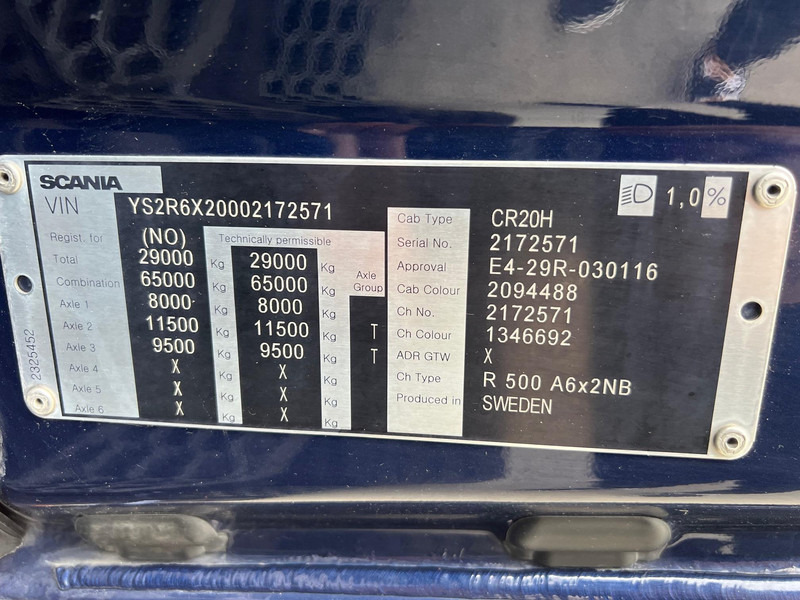 SCANIA
VIN YS2R6X20002172571
1,0 %
Regist. for (NO) Technically permissible
Total 29000 Kg 29000 Kg
Combination 65000 Kg 65000 Kg Axle Group
Axle 1 8000 Kg 8000 Kg
Axle 2 11500 Kg 11500 Kg T
Axle 3 9500 Kg 9500 Kg T
Axle 4 X Kg X Kg
Axle 5 X Kg X Kg
Axle 6 X Kg X Kg
2325452
Cab Type CR20H
Serial No. 2172571
Approval E4-29R-030116
Cab Colour 2094488
Ch No. 2172571
Ch Colour 1346692
ADR GTW X
Ch Type R 500 A6x2NB
Produced in SWEDEN